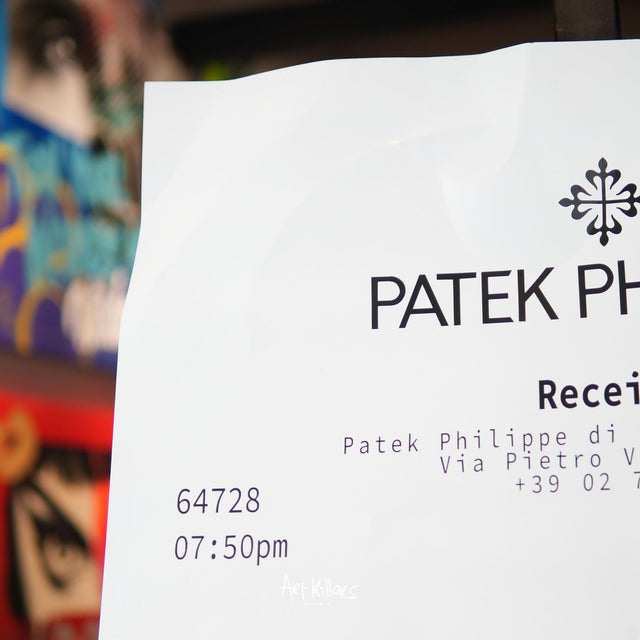 PATEK PH
Recei
Patek Philippe di
Via Pietro V
+39 02 7
64728
07:50pm
Art Killers